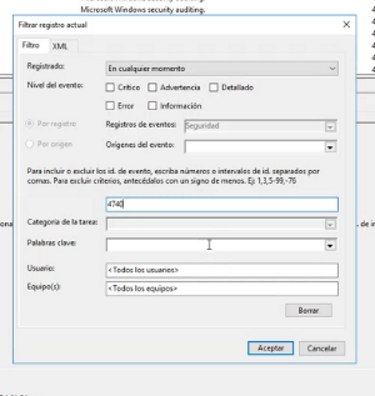 Microsoft Windows security auditing.
Filtrar registro actual
Filtro XML
Registrado: En cualquier momento
Nivel del evento: Crítico Advertencia Detallado
Error Información
Por registro Registros de eventos: Seguridad
Por origen Orígenes del evento:
Para incluir o excluir los id. de evento, escriba números o intervalos de id. separados por
comas. Para excluir criterios, antecédalos con un signo de menos. Ej: 1,3,5-99,-76
4740
Categoría de la tarea:
Palabras clave:
Usuario: <Todos los usuarios>
Equipo(s): <Todos los equipos>
Borrar
Aceptar Cancelar